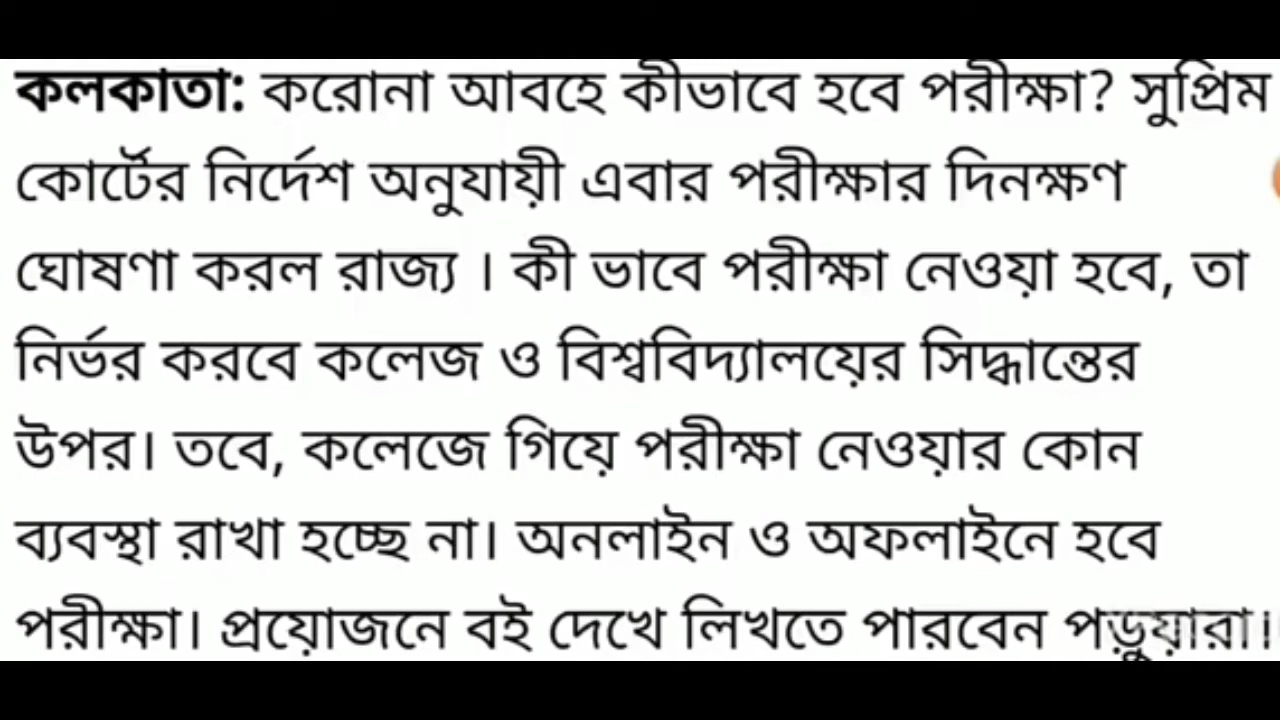 কলকাতা: করোনা আবহে কীভাবে হবে পরীক্ষা? সুপ্রিম
কোর্টের নির্দেশ অনুযায়ী এবার পরীক্ষার দিনক্ষণ
ঘোষণা করল রাজ্য । কী ভাবে পরীক্ষা নেওয়া হবে, তা
নির্ভর করবে কলেজ ও বিশ্ববিদ্যালয়ের সিদ্ধান্তের
উপর। তবে, কলেজে গিয়ে পরীক্ষা নেওয়ার কোন
ব্যবস্থা রাখা হচ্ছে না। অনলাইন ও অফলাইনে হবে
পরীক্ষা। প্রয়োজনে বই দেখে লিখতে পারবেন পড়ুয়ারা।